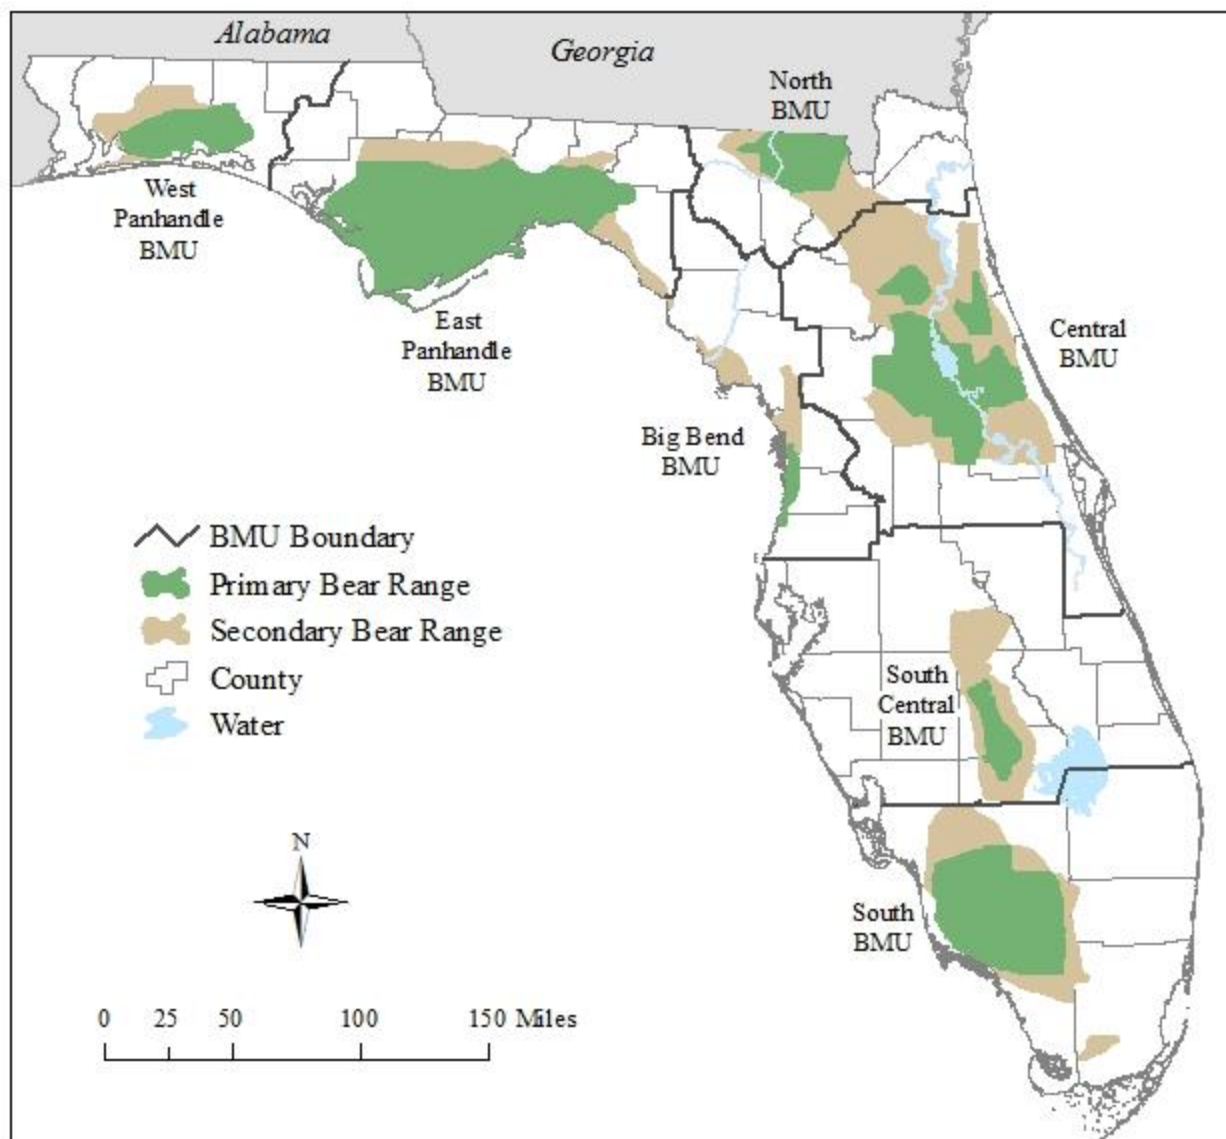 Alabama
Georgia
North
BMU
West
Panhandle
BMU
East
Panhandle
BMU
Central
BMU
Big Bend
BMU
BMU Boundary
Primary Bear Range
Secondary Bear Range
County
Water
South
Central
BMU
N
South
BMU
0 25 50 100 150 Miles